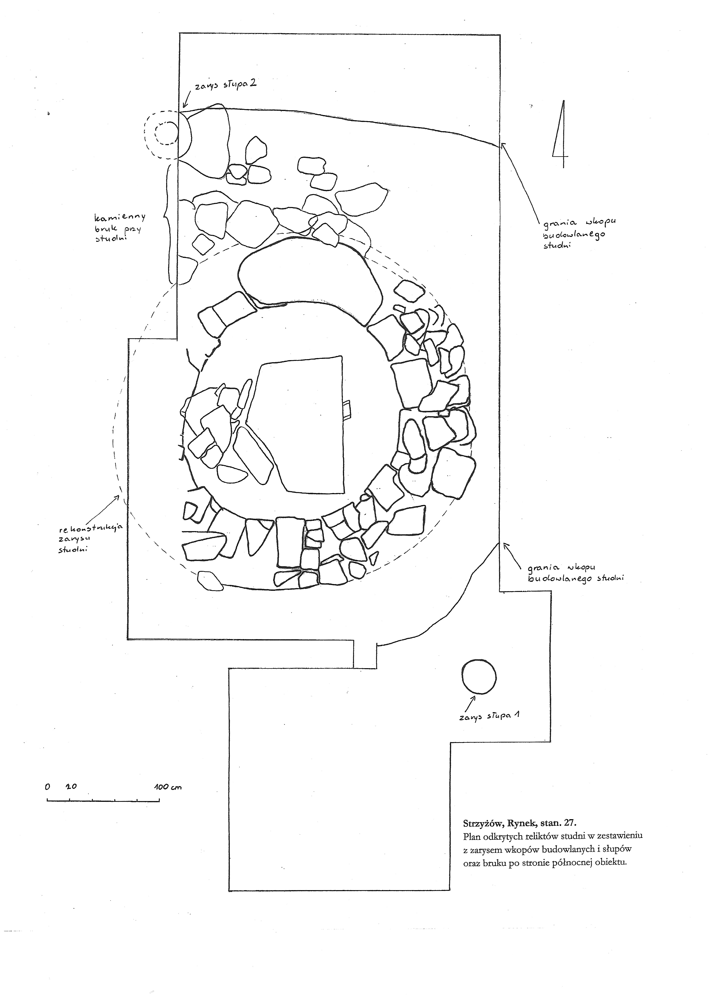 zarys słupa 2
kamienny
bruk przy
studni
grania wkopu
budowlanego
studni
rekonstrukcja
zarysu
studni
grania wkopu
budowlanego studni
zarys słupa 1
0 20 100 cm
Strzyżów, Rynek, stan. 27.
Plan odkrytych reliktów studni w zestawieniu
z zarysem wkopów budowlanych i słupów
oraz bruku po stronie północnej obiektu.